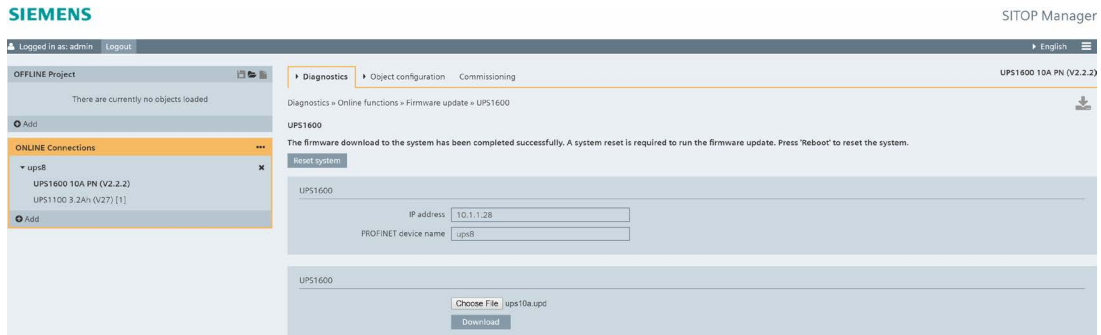 SIEMENS
SITOP Manager
Logged in as: admin Logout
English
OFFLINE Project
There are currently no objects loaded
Add
ONLINE Connections
ups8
UPS1600 10A PN (V2.2.2)
UPS1100 3.2Ah (V27) [1]
Add
Diagnostics Object configuration Commissioning
UPS1600 10A PN (V2.2.2)
Diagnostics » Online functions » Firmware update » UPS1600
UPS1600
The firmware download to the system has been completed successfully. A system reset is required to run the firmware update. Press 'Reboot' to reset the system.
Reset system
UPS1600
IP address 10.1.1.28
PROFINET device name ups8
UPS1600
Choose File ups10a.upd
Download